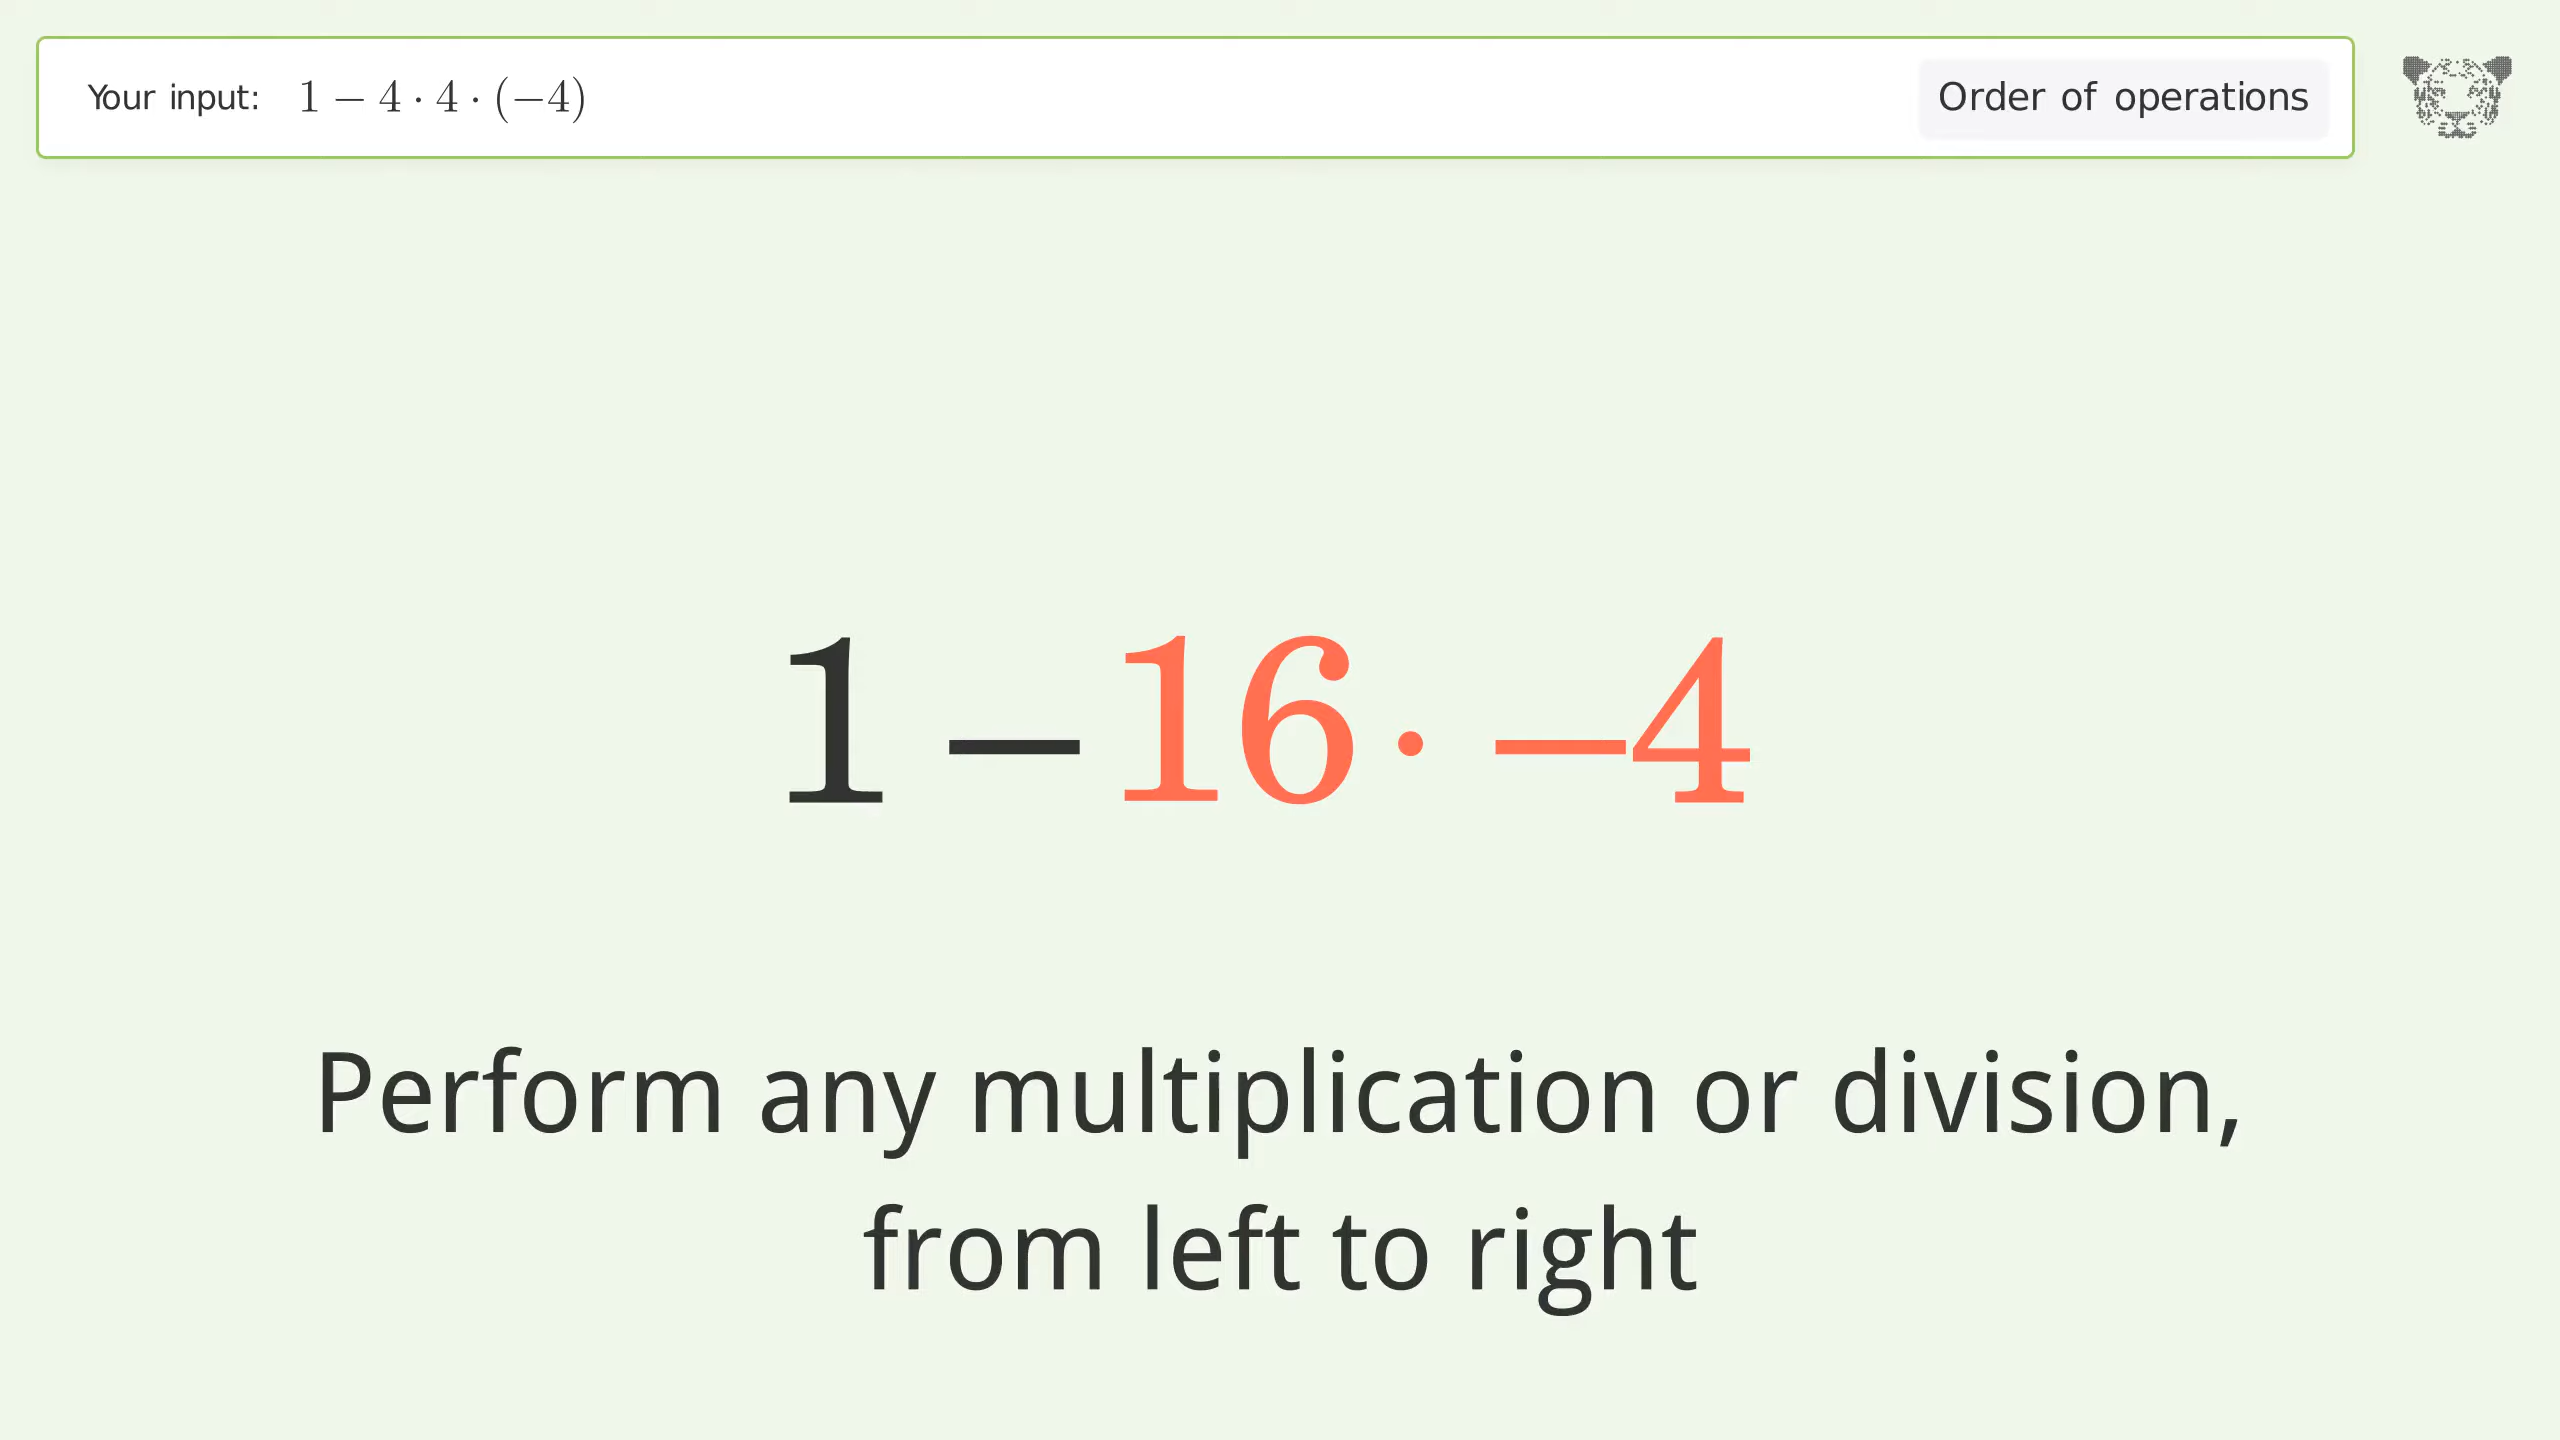 Your input: 1 − 4 · 4 · (−4)
Order of operations
1 − 16 · −4
Perform any multiplication or division,
from left to right